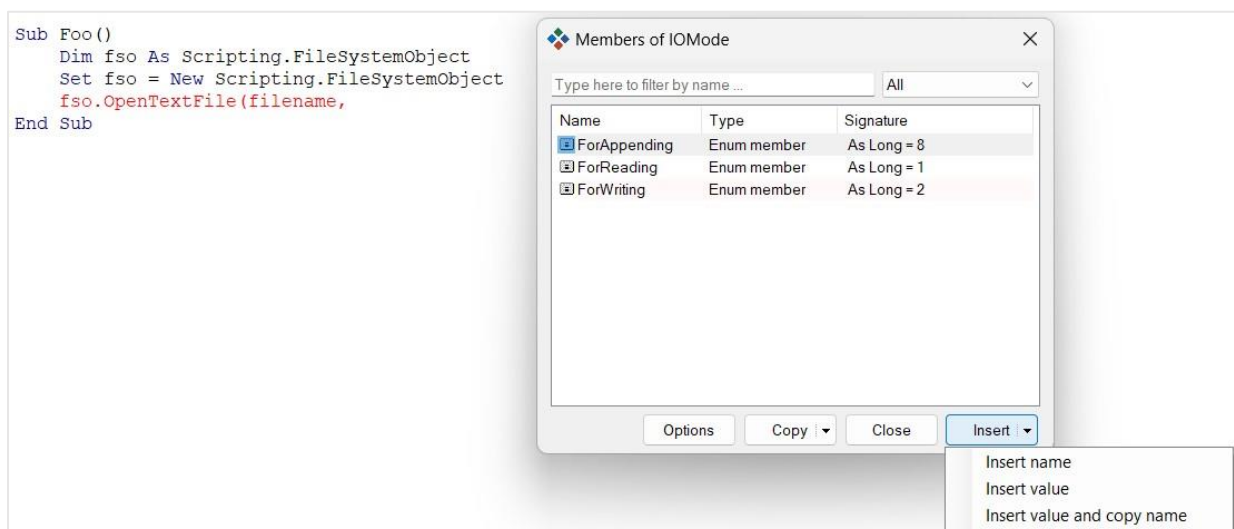 Sub Foo()
Dim fso As Scripting.FileSystemObject
Set fso = New Scripting.FileSystemObject
fso.OpenTextFile(filename,
End Sub
Members of IOMode
Type here to filter by name ... All
Name Type Signature
ForAppending Enum member As Long = 8
ForReading Enum member As Long = 1
ForWriting Enum member As Long = 2
Options Copy Close Insert
Insert name
Insert value
Insert value and copy name